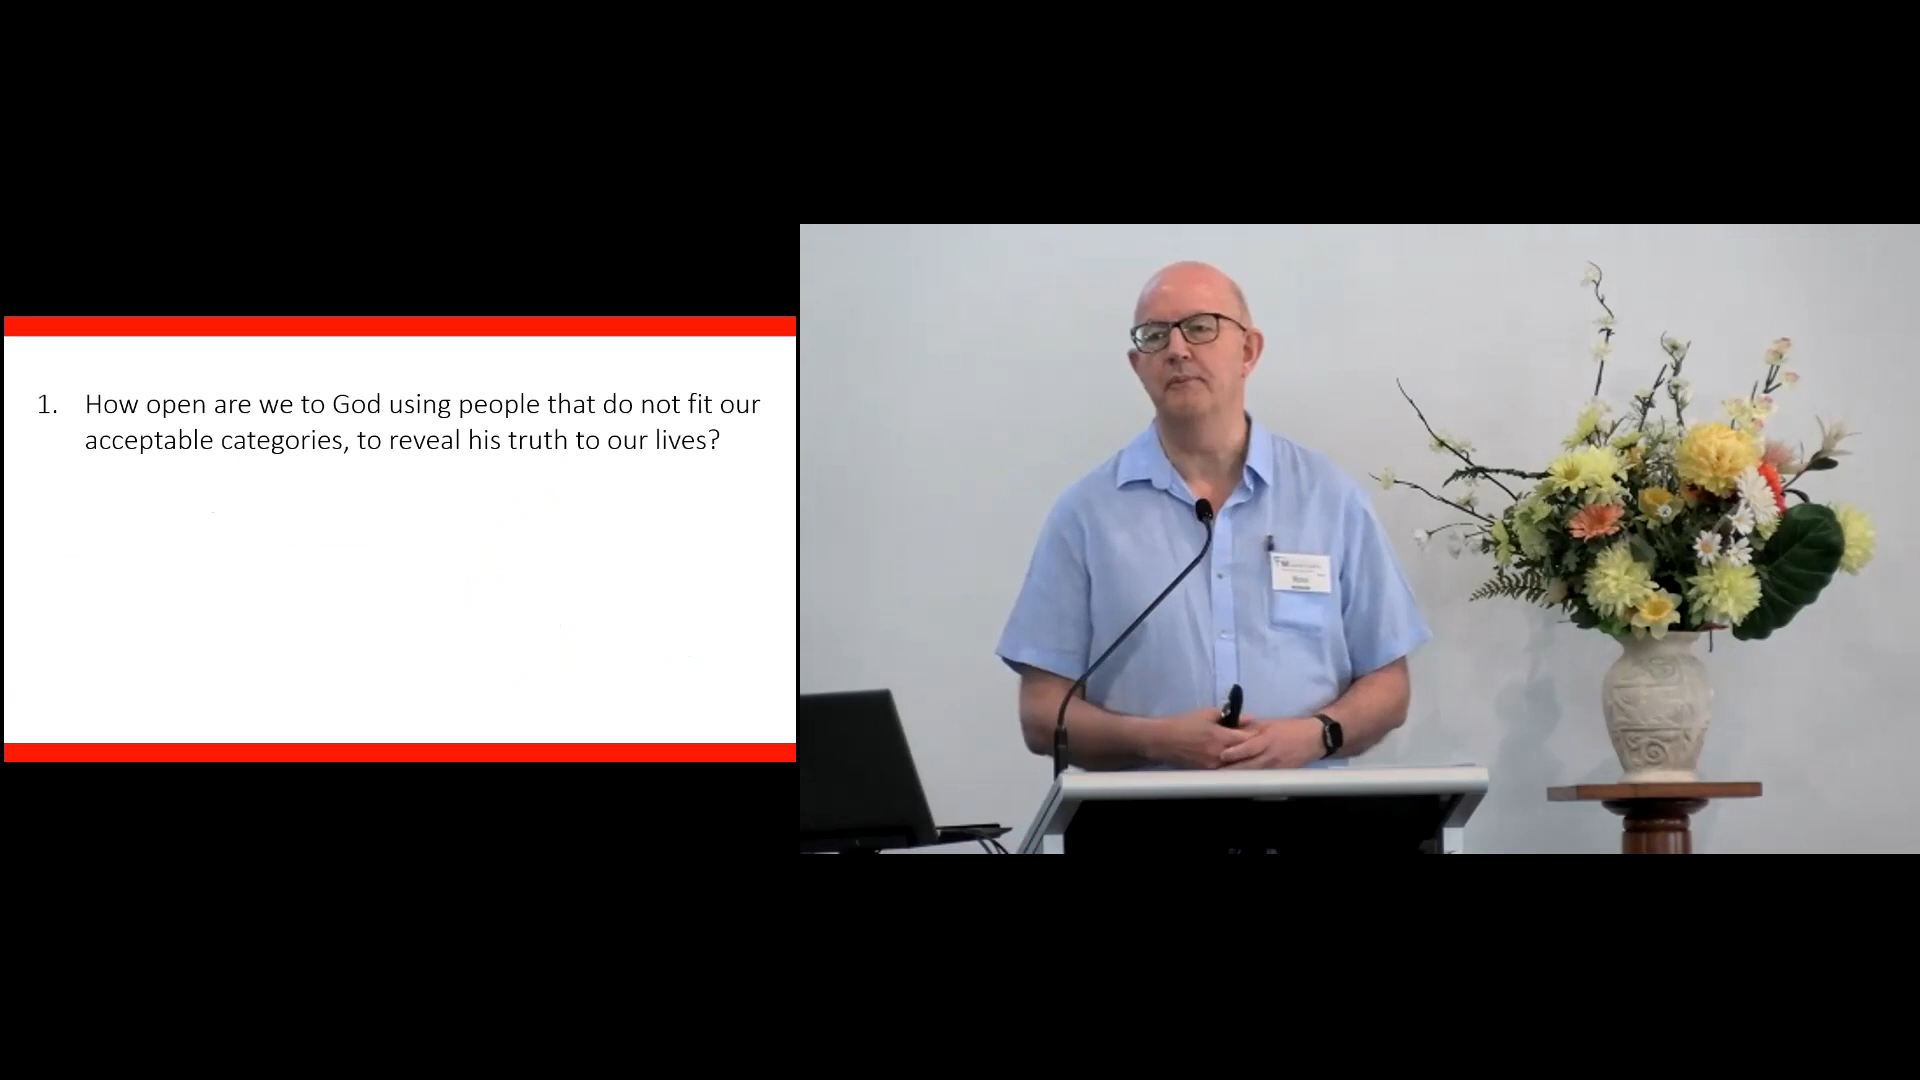 1. How open are we to God using people that do not fit our
acceptable categories, to reveal his truth to our lives?